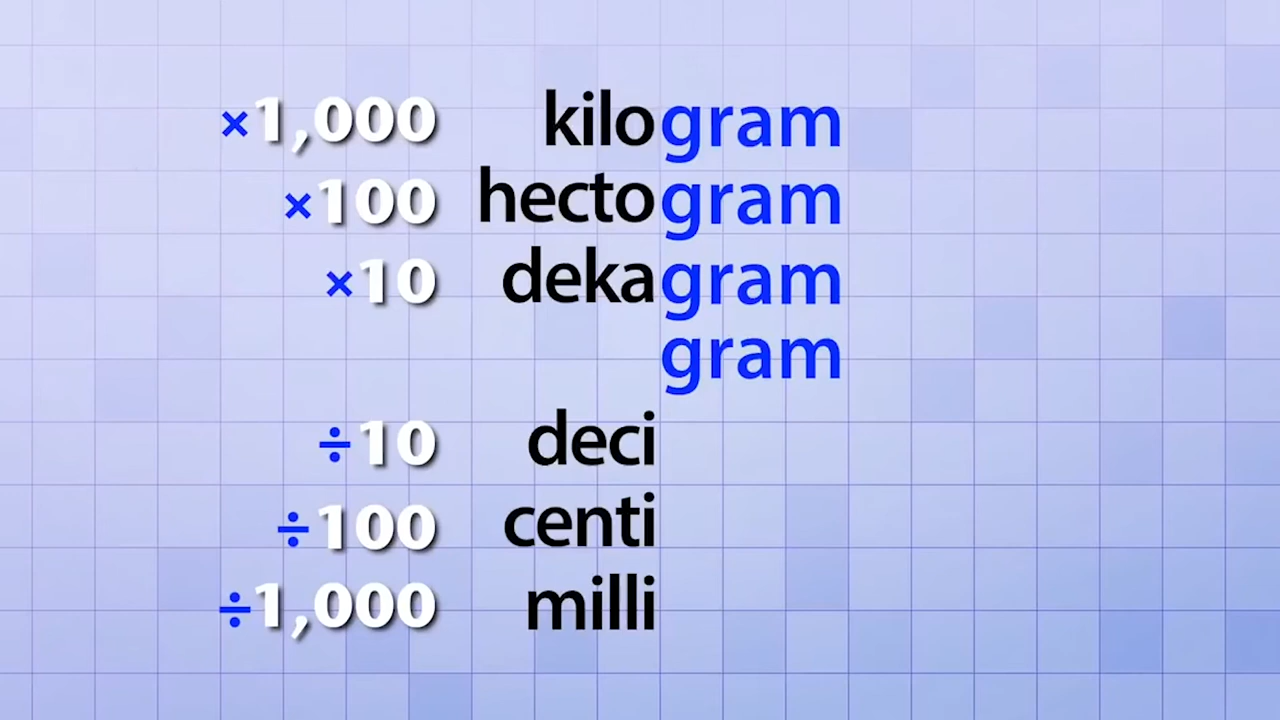 ×1,000 kilogram
×100 hectogram
×10 dekagram
gram
÷10 deci
÷100 centi
÷1,000 milli